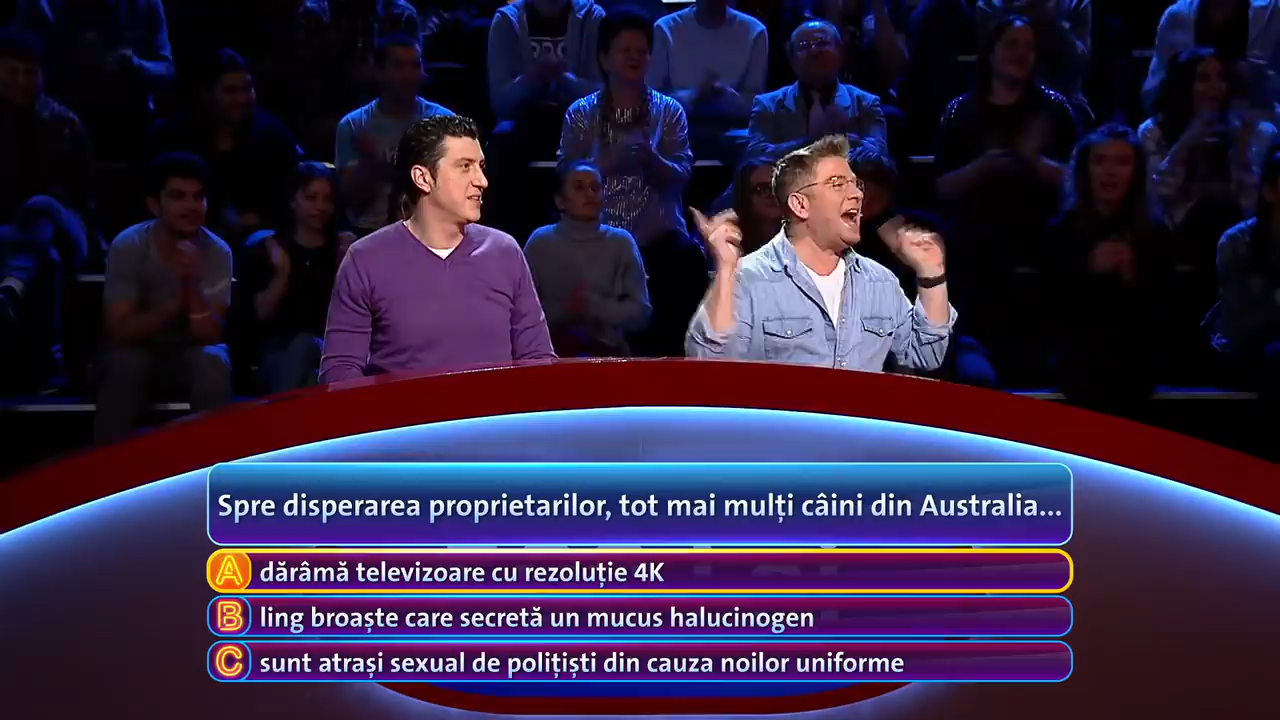 Spre disperarea proprietarilor, tot mai mulți câini din Australia...
A dărâmă televizoare cu rezoluție 4K
B ling broaște care secretă un mucus halucinogen
C sunt atrași sexual de polițiști din cauza noilor uniforme